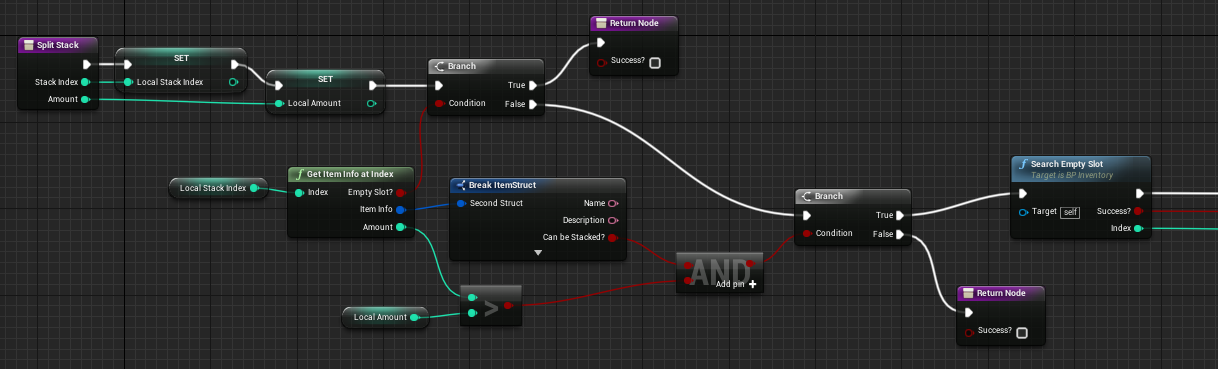 Split Stack
Stack Index
Amount
SET
Local Stack Index
SET
Local Amount
Branch
Condition
True
False
Return Node
Success?
Local Stack Index
Get Item Info at Index
Index
Empty Slot?
Item Info
Amount
Break ItemStruct
Second Struct
Name
Description
Can be Stacked?
Local Amount
>
AND
Add pin +
Branch
Condition
True
False
Search Empty Slot
Target is BP Inventory
Target self
Success?
Index
Return Node
Success?